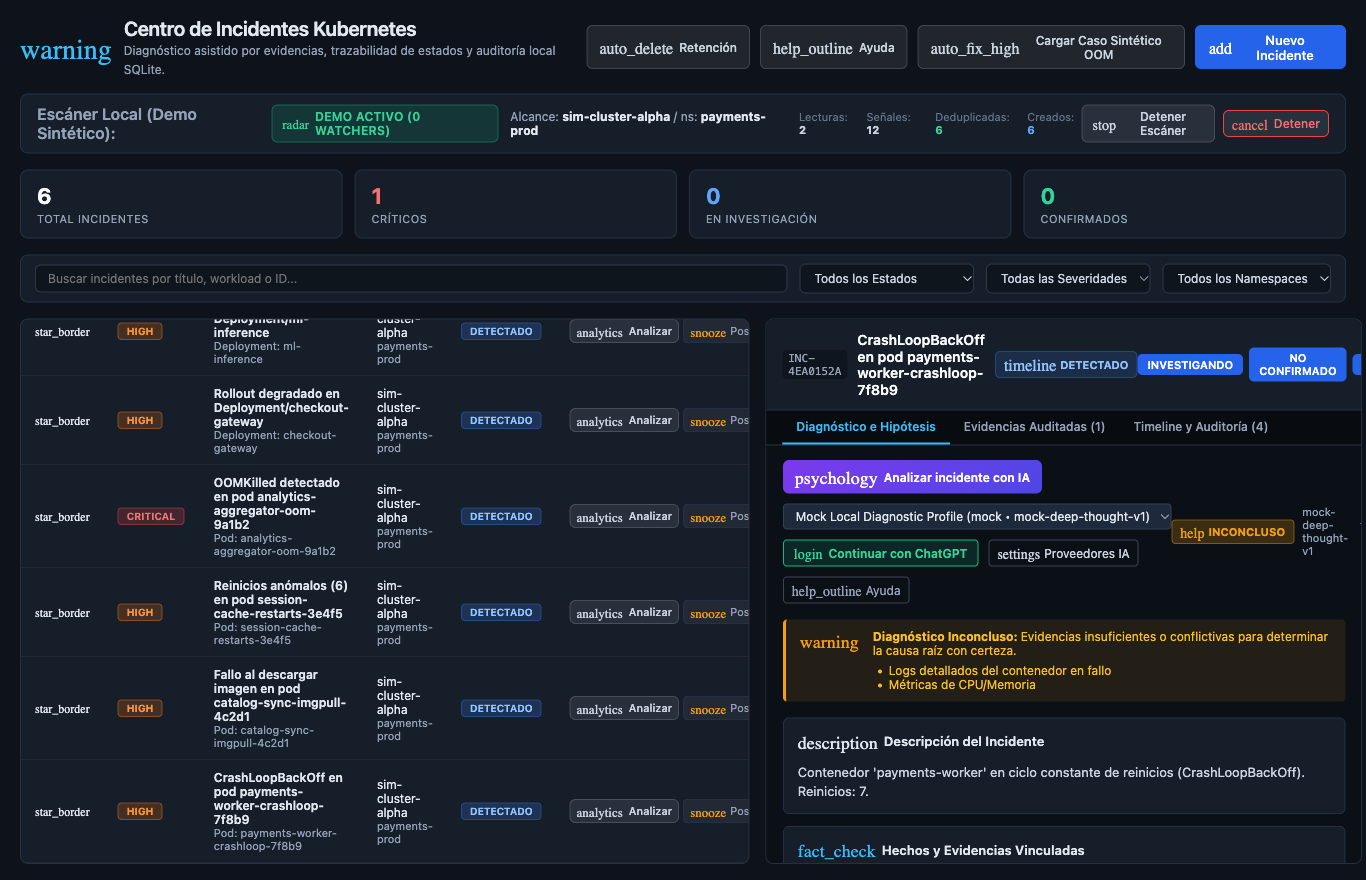 warning
Centro de Incidentes Kubernetes
Diagnóstico asistido por evidencias, trazabilidad de estados y auditoría local
SQLite.
auto_delete Retención
help_outline Ayuda
auto_fix_high Cargar Caso Sintético
OOM
add Nuevo
Incidente
Escáner Local (Demo
Sintético):
radar DEMO ACTIVO (0
WATCHERS)
Alcance: sim-cluster-alpha / ns: payments-
prod
Lecturas:
2
Señales:
12
Deduplicadas:
6
Creados:
6
stop Detener
Escáner
cancel Detener
6
TOTAL INCIDENTES
1
CRÍTICOS
0
EN INVESTIGACIÓN
0
CONFIRMADOS
Buscar incidentes por título, workload o ID...
Todos los Estados
Todas las Severidades
Todos los Namespaces
star_border
HIGH
Deployment/ml-
inference
Deployment: ml-
inference
cluster-
alpha
payments-
prod
DETECTADO
analytics Analizar
snooze Pos
star_border
HIGH
Rollout degradado en
Deployment/checkout-
gateway
Deployment: checkout-
gateway
sim-
cluster-
alpha
payments-
prod
DETECTADO
analytics Analizar
snooze Pos
star_border
CRITICAL
OOMKilled detectado
en pod analytics-
aggregator-oom-
9a1b2
Pod: analytics-
aggregator-oom-9a1b2
sim-
cluster-
alpha
payments-
prod
DETECTADO
analytics Analizar
snooze Pos
star_border
HIGH
Reinicios anómalos (6)
en pod session-
cache-restarts-3e4f5
Pod: session-cache-
restarts-3e4f5
sim-
cluster-
alpha
payments-
prod
DETECTADO
analytics Analizar
snooze Pos
star_border
HIGH
Fallo al descargar
imagen en pod
catalog-sync-imgpull-
4c2d1
Pod: catalog-sync-
imgpull-4c2d1
sim-
cluster-
alpha
payments-
prod
DETECTADO
analytics Analizar
snooze Pos
star_border
HIGH
CrashLoopBackOff en
pod payments-
worker-crashloop-
7f8b9
Pod: payments-worker-
crashloop-7f8b9
sim-
cluster-
alpha
payments-
prod
DETECTADO
analytics Analizar
snooze Pos
INC-
4EA0152A
CrashLoopBackOff
en pod payments-
worker-crashloop-
7f8b9
timeline DETECTADO
INVESTIGANDO
NO
CONFIRMADO
Diagnóstico e Hipótesis
Evidencias Auditadas (1)
Timeline y Auditoría (4)
psychology Analizar incidente con IA
Mock Local Diagnostic Profile (mock • mock-deep-thought-v1)
login Continuar con ChatGPT
settings Proveedores IA
help_outline Ayuda
help INCONCLUSO
mock-
deep-
thought-
v1
warning
Diagnóstico Inconcluso: Evidencias insuficientes o conflictivas para determinar
la causa raíz con certeza.
• Logs detallados del contenedor en fallo
• Métricas de CPU/Memoria
description Descripción del Incidente
Contenedor 'payments-worker' en ciclo constante de reinicios (CrashLoopBackOff).
Reinicios: 7.
fact_check Hechos y Evidencias Vinculadas